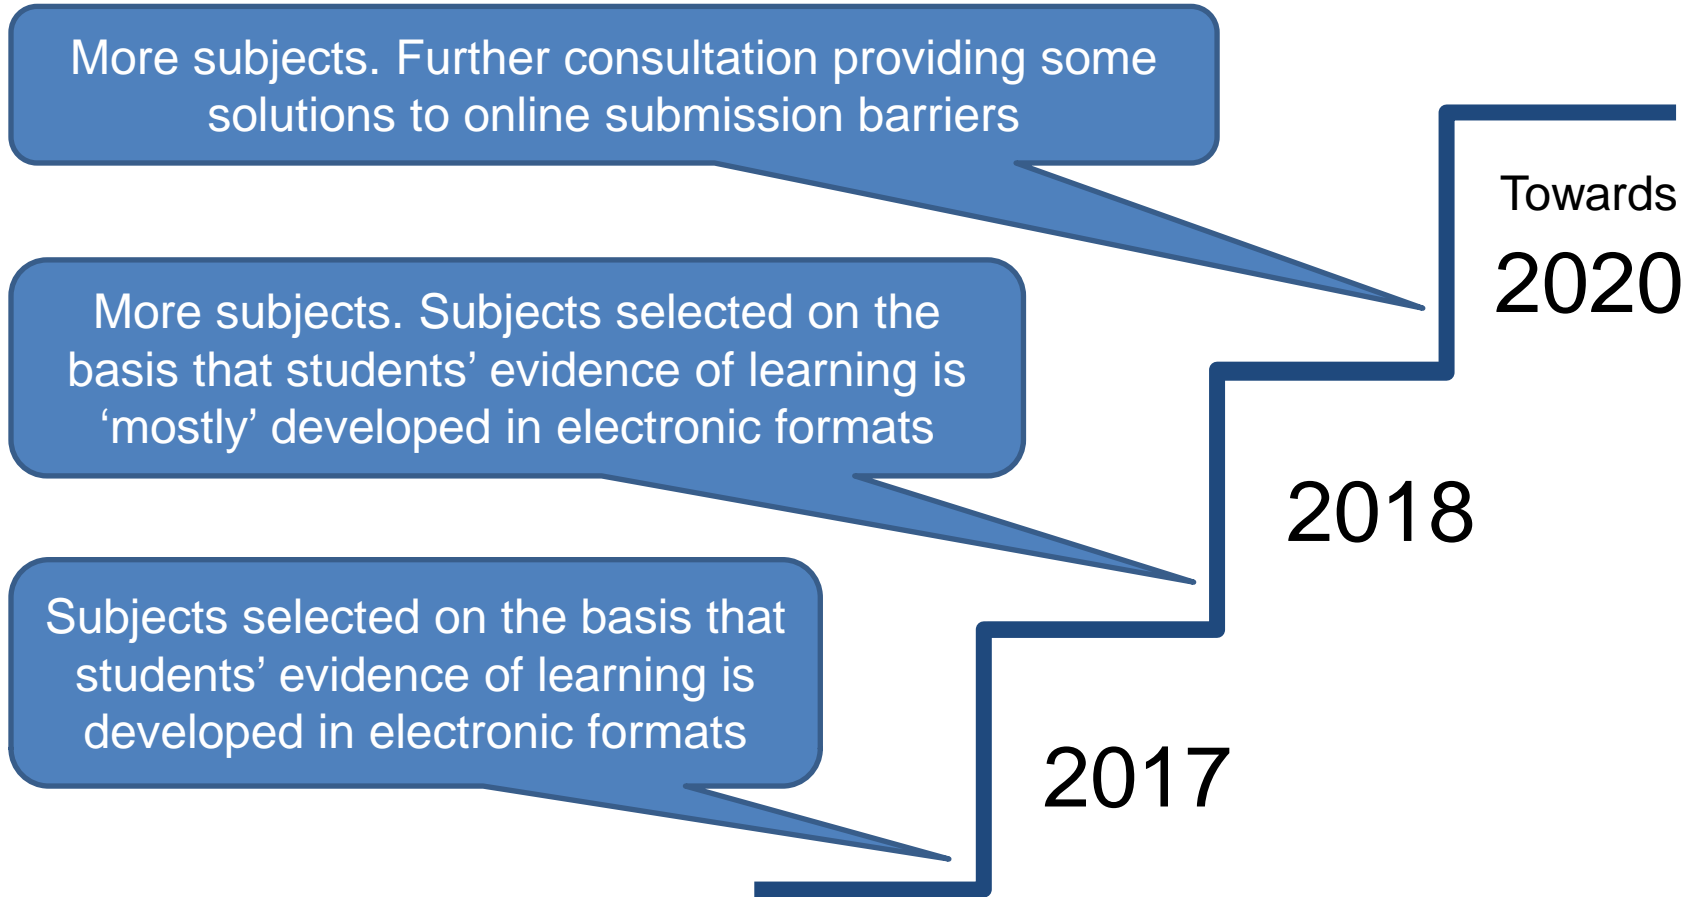 More subjects. Further consultation providing some
solutions to online submission barriers
Towards
2020
More subjects. Subjects selected on the
basis that students’ evidence of learning is
‘mostly’ developed in electronic formats
2018
Subjects selected on the basis that
students’ evidence of learning is
developed in electronic formats
2017